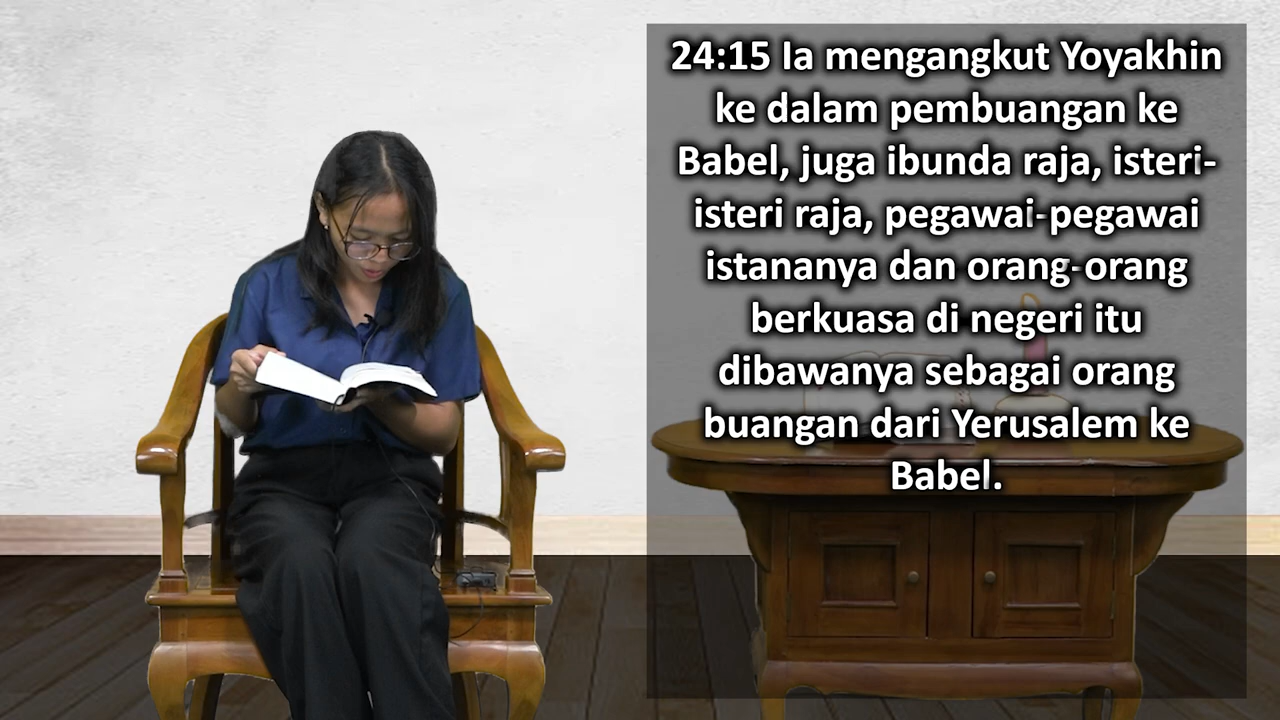 24:15 Ia mengangkut Yoyakhin
ke dalam pembuangan ke
Babel, juga ibunda raja, isteri-
isteri raja, pegawai-pegawai
istananya dan orang-orang
berkuasa di negeri itu
dibawanya sebagai orang
buangan dari Yerusalem ke
Babel.